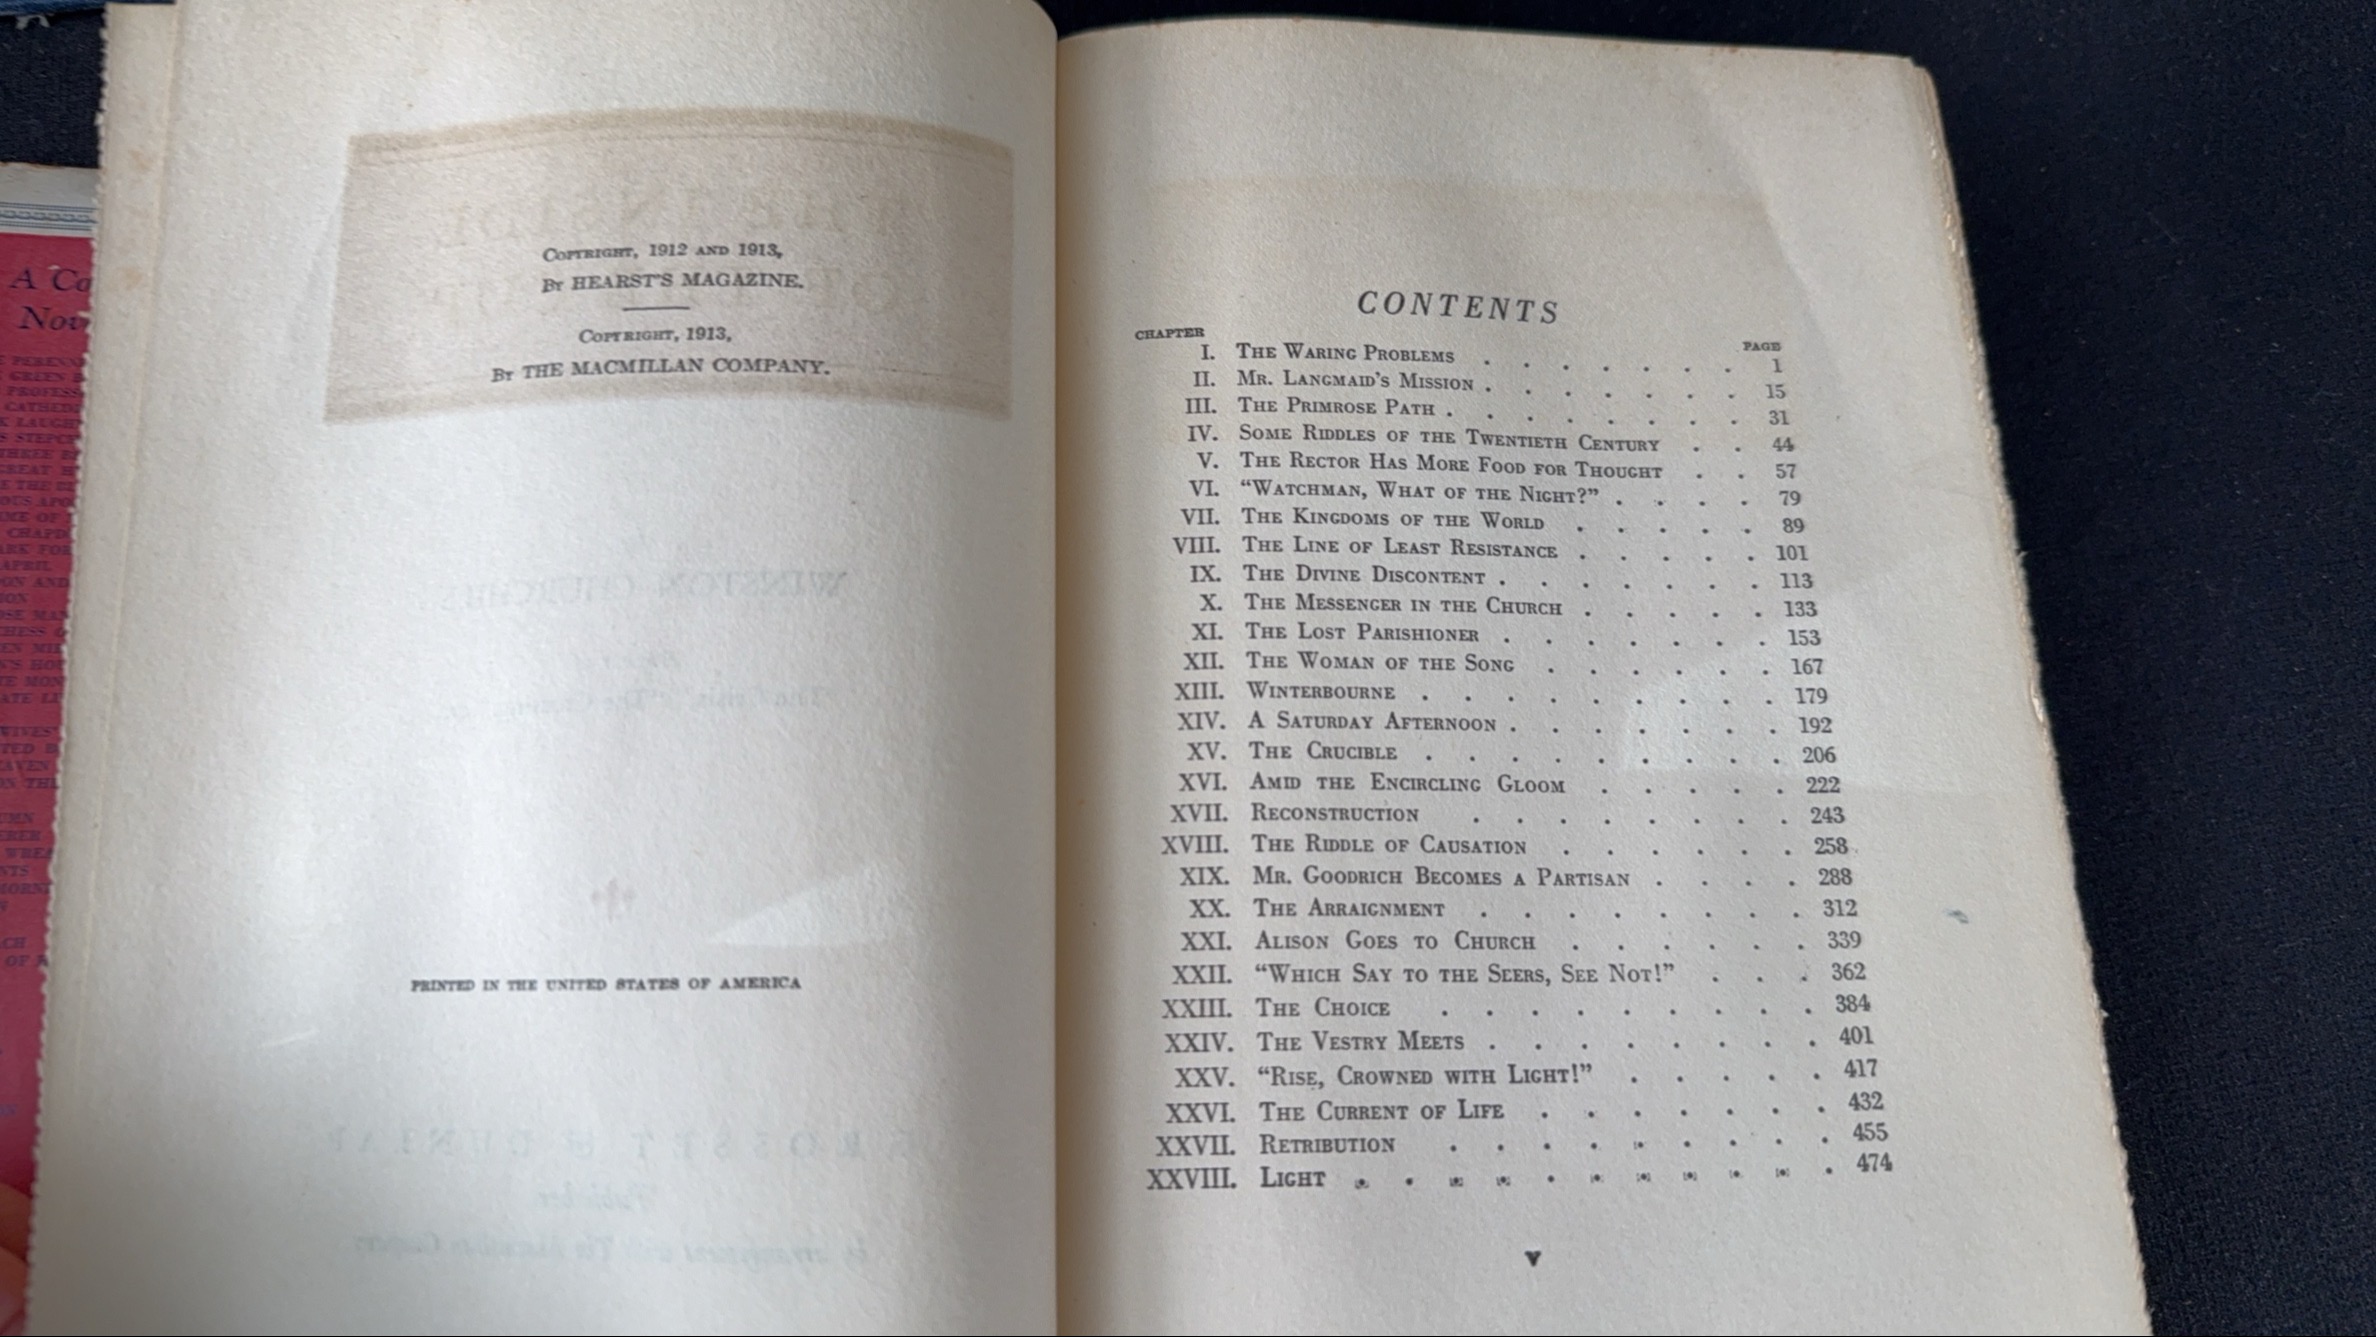 A Co
Nov
COPYRIGHT, 1912 AND 1913,
BY HEARST'S MAGAZINE.
COPYRIGHT, 1913,
BY THE MACMILLAN COMPANY.
PRINTED IN THE UNITED STATES OF AMERICA
CONTENTS
CHAPTER PAGE
I. THE WARING PROBLEMS . . . . . . . 1
II. MR. LANGMAID'S MISSION . . . . . . . 15
III. THE PRIMROSE PATH . . . . . . . . 31
IV. SOME RIDDLES OF THE TWENTIETH CENTURY . . 44
V. THE RECTOR HAS MORE FOOD FOR THOUGHT . . 57
VI. “WATCHMAN, WHAT OF THE NIGHT?” . . . . 79
VII. THE KINGDOMS OF THE WORLD . . . . . 89
VIII. THE LINE OF LEAST RESISTANCE . . . . . 101
IX. THE DIVINE DISCONTENT . . . . . . . 113
X. THE MESSENGER IN THE CHURCH . . . . . 133
XI. THE LOST PARISHIONER . . . . . . . 153
XII. THE WOMAN OF THE SONG . . . . . . 167
XIII. WINTERBOURNE . . . . . . . . . 179
XIV. A SATURDAY AFTERNOON . . . . . . . 192
XV. THE CRUCIBLE . . . . . . . . . 206
XVI. AMID THE ENCIRCLING GLOOM . . . . . 222
XVII. RECONSTRUCTION . . . . . . . . 243
XVIII. THE RIDDLE OF CAUSATION . . . . . . 258
XIX. MR. GOODRICH BECOMES A PARTISAN . . . . 288
XX. THE ARRAIGNMENT . . . . . . . . 312
XXI. ALISON GOES TO CHURCH . . . . . . 339
XXII. “WHICH SAY TO THE SEERS, SEE NOT!” . . . 362
XXIII. THE CHOICE . . . . . . . . . 384
XXIV. THE VESTRY MEETS . . . . . . . . 401
XXV. “RISE, CROWNED WITH LIGHT!” . . . . . 417
XXVI. THE CURRENT OF LIFE . . . . . . . 432
XXVII. RETRIBUTION . . . . . . . . . 455
XXVIII. LIGHT . . . . . . . . . . . 474
v